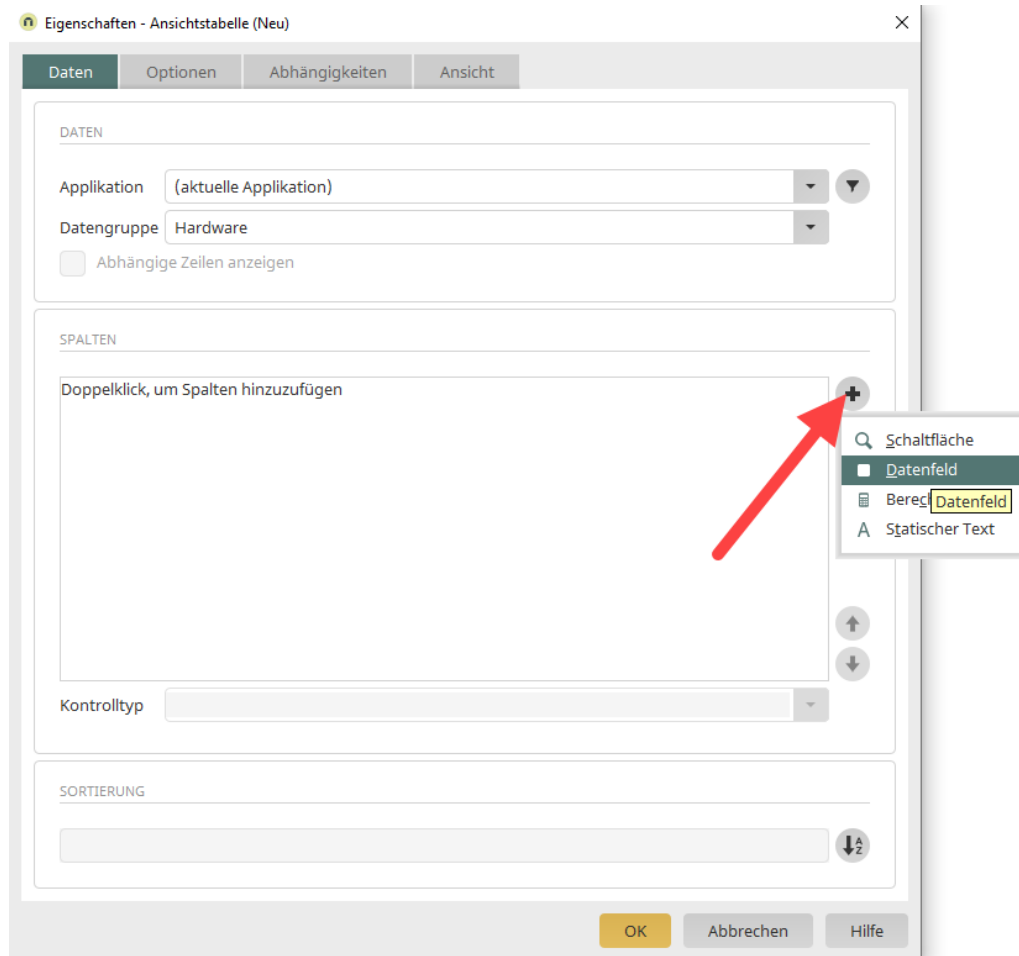 Eigenschaften - Ansichtstabelle (Neu)
Daten Optionen Abhängigkeiten Ansicht
DATEN
Applikation (aktuelle Applikation)
Datengruppe Hardware
Abhängige Zeilen anzeigen
SPALTEN
Doppelklick, um Spalten hinzuzufügen
Schaltfläche
Datenfeld
Datenfeld
A Statischer Text
Kontrolltyp
SORTIERUNG
A
Z
OK Abbrechen Hilfe